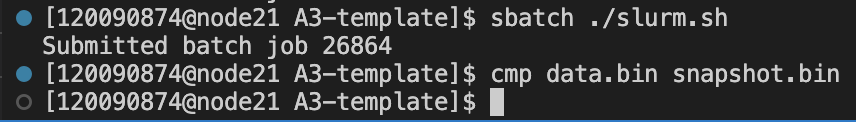 [120090874@node21 A3-template]$ sbatch ./slurm.sh
Submitted batch job 26864
[120090874@node21 A3-template]$ cmp data.bin snapshot.bin
[120090874@node21 A3-template]$